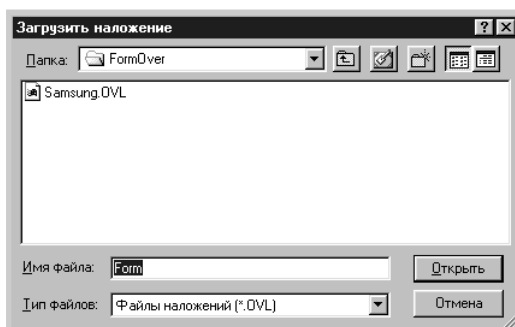 Загрузить наложение
Папка: FormOver
Samsung.OVL
Имя файла: Form Открыть
Тип файлов: Файлы наложений (*.OVL) Отмена